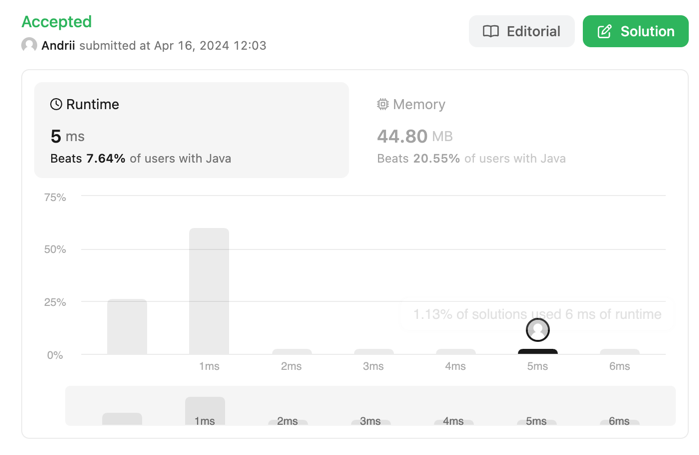 Accepted
Andrii submitted at Apr 16, 2024 12:03
Editorial
Solution
Runtime
5 ms
Beats 7.64% of users with Java
Memory
44.80 MB
Beats 20.55% of users with Java
75%
50%
25%
0%
1.13% of solutions used 6 ms of runtime
1ms 2ms 3ms 4ms 5ms 6ms
1ms 2ms 3ms 4ms 5ms 6ms